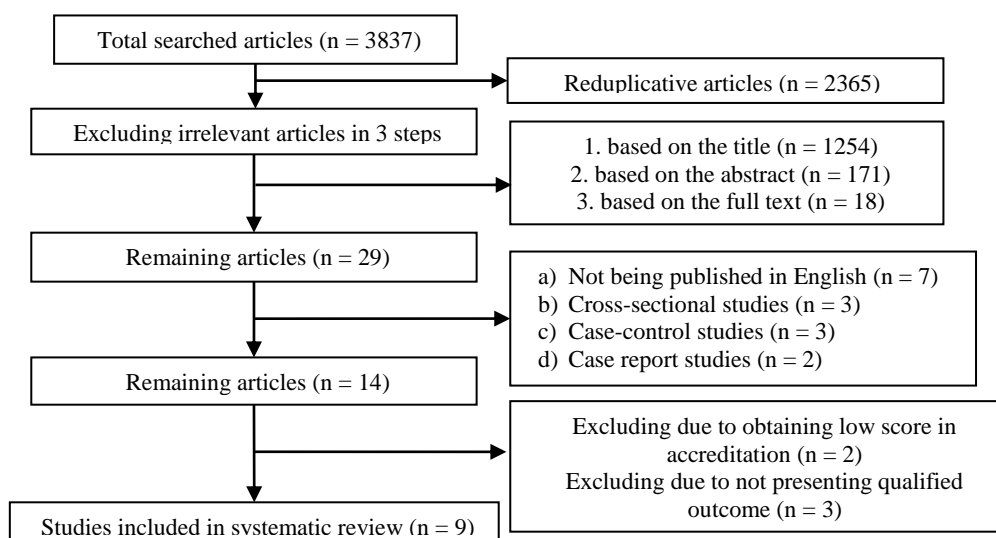 Total searched articles (n = 3837)
Reduplicative articles (n = 2365)
Excluding irrelevant articles in 3 steps
1. based on the title (n = 1254)
2. based on the abstract (n = 171)
3. based on the full text (n = 18)
Remaining articles (n = 29)
a) Not being published in English (n = 7)
b) Cross-sectional studies (n = 3)
c) Case-control studies (n = 3)
d) Case report studies (n = 2)
Remaining articles (n = 14)
Excluding due to obtaining low score in
accreditation (n = 2)
Excluding due to not presenting qualified
outcome (n = 3)
Studies included in systematic review (n = 9)